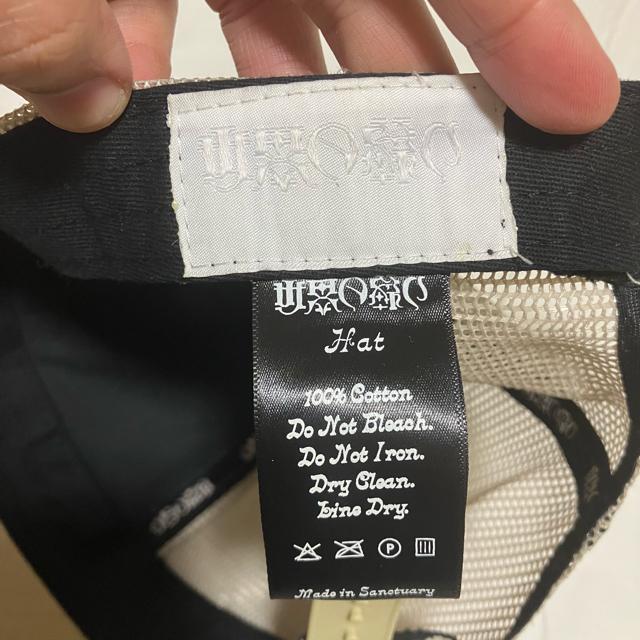 Hat
100% Cotton
Do Not Bleach.
Do Not Iron.
Dry Clean.
Line Dry.
P
Made in Sanctuary